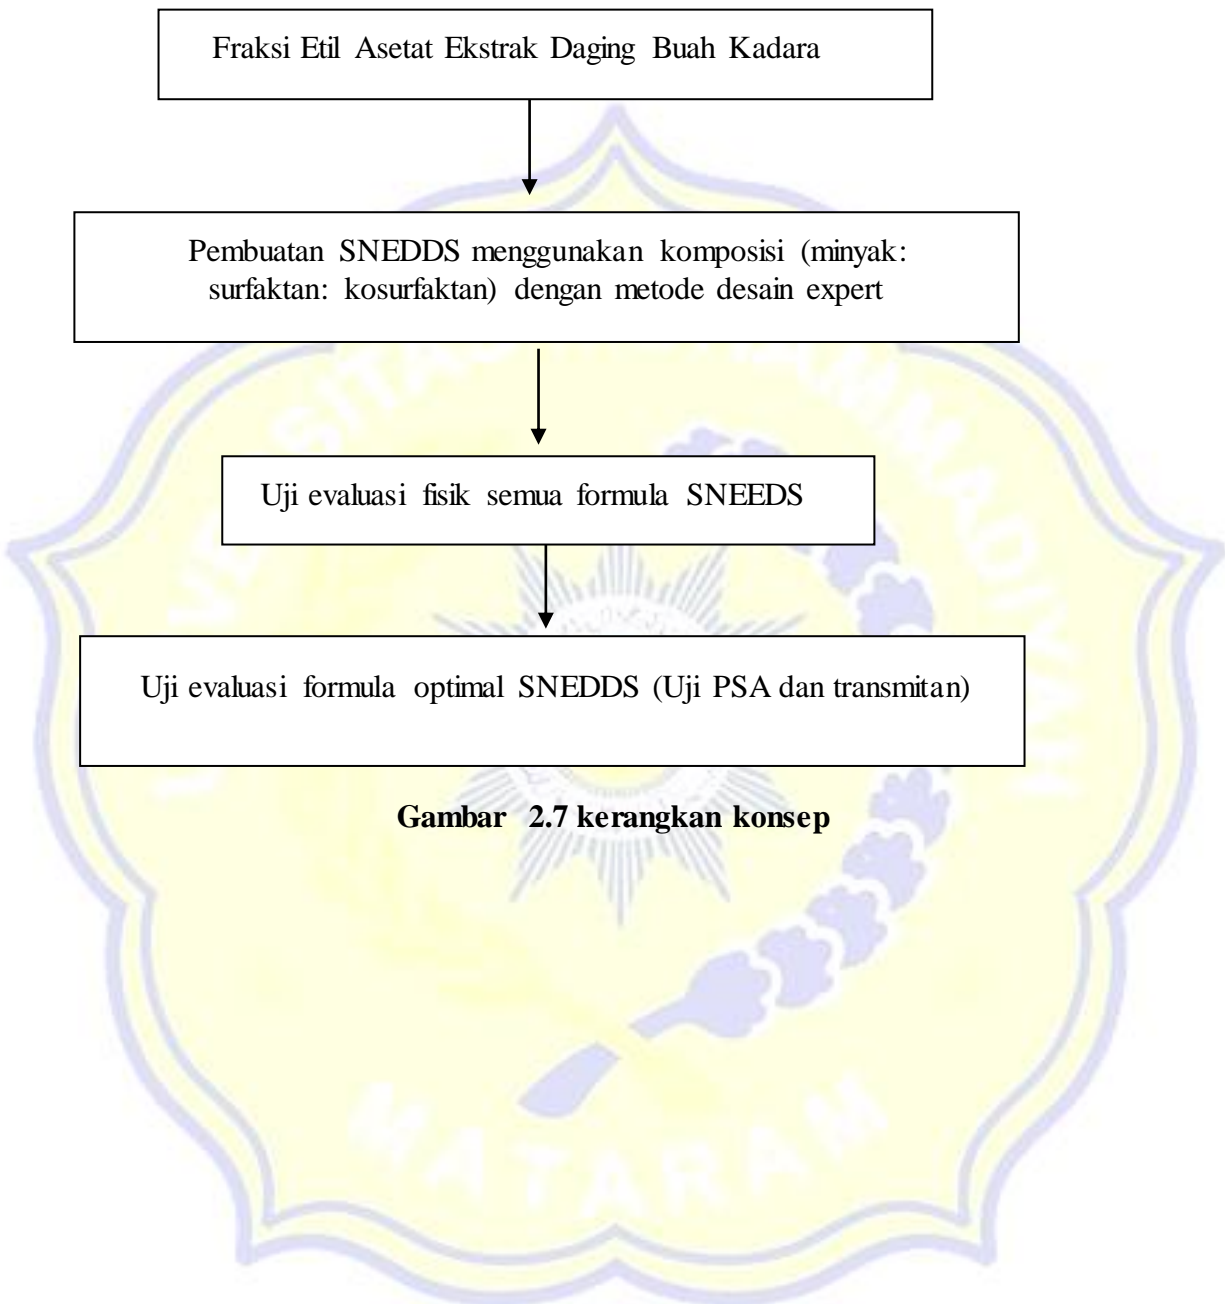 Fraksi Etil Asetat Ekstrak Daging Buah Kadara
Pembuatan SNEDDS menggunakan komposisi (minyak:
surfaktan: kosurfaktan) dengan metode desain expert
Uji evaluasi fisik semua formula SNEEDS
Uji evaluasi formula optimal SNEDDS (Uji PSA dan transmitan)
Gambar 2.7 kerangkan konsep
MATARAM